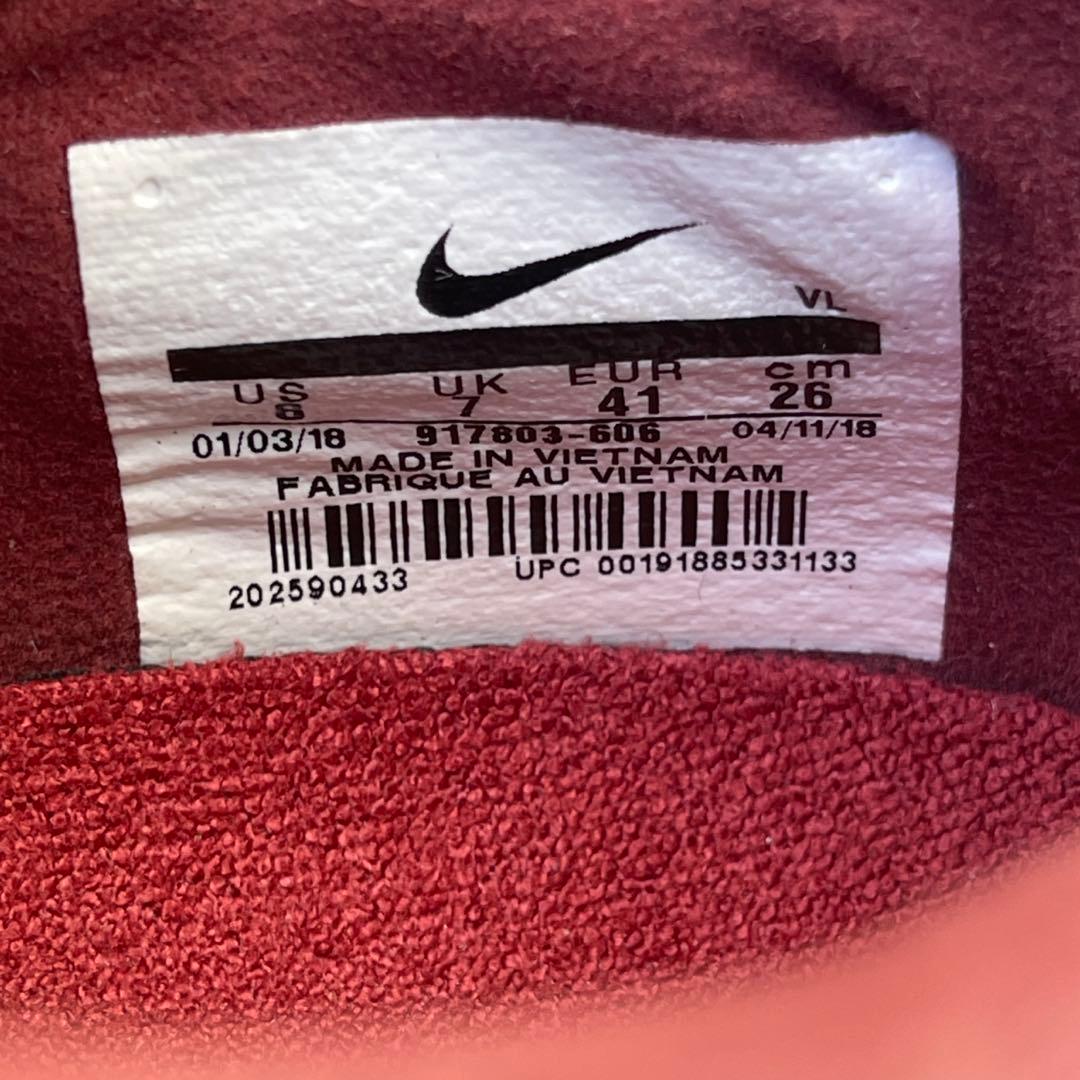 VL
US UK EUR cm
8 7 41 26
01/03/18 917803-606 04/11/18
MADE IN VIETNAM
FABRIQUE AU VIETNAM
202590433 UPC 00191885331133